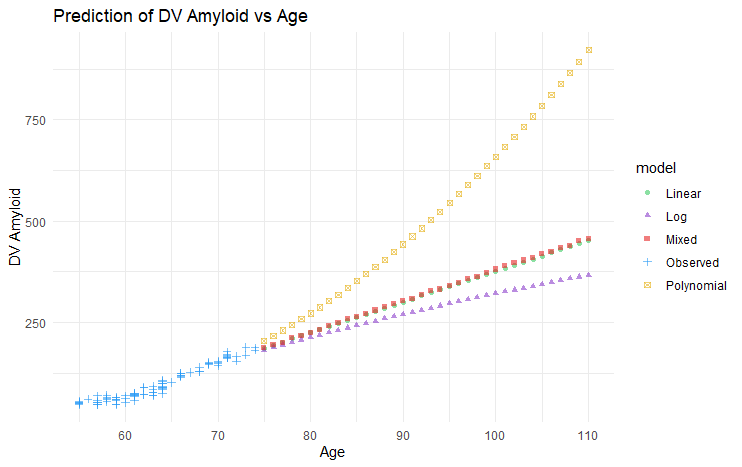 Prediction of DV Amyloid vs Age
DV Amyloid
750
500
250
60 70 80 90 100 110
Age
model
Linear
Log
Mixed
Observed
Polynomial